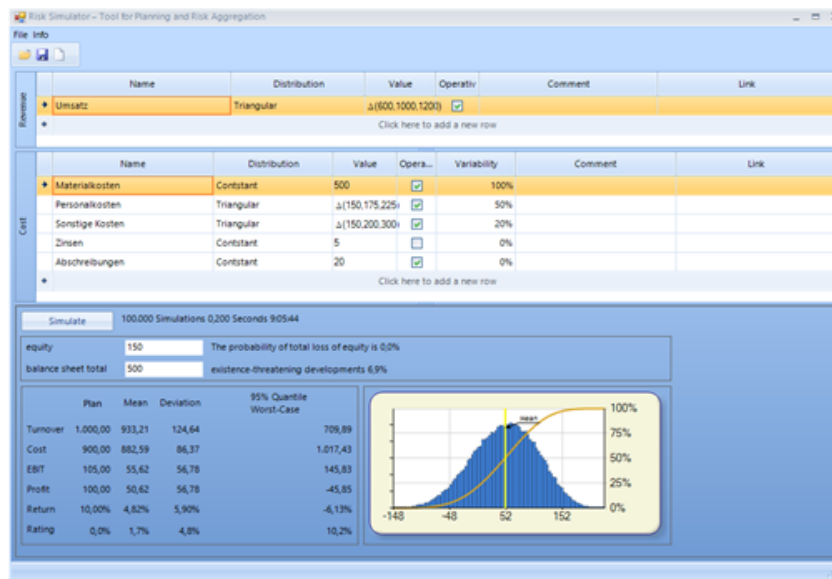 Risk Simulator – Tool for Planning and Risk Aggregation
File Info
Revenue
Name Distribution Value Operativ Comment Link
Umsatz Triangular Δ(600,1000,1200)
Click here to add a new row
Cost
Name Distribution Value Opera... Variability Comment Link
Materialkosten Contstant 500 100%
Personalkosten Triangular Δ(150,175,225 50%
Sonstige Kosten Triangular Δ(150,200,300 20%
Zinsen Contstant 5 0%
Abschreibungen Contstant 20 0%
Click here to add a new row
Simulate 100.000 Simulations 0,200 Seconds 9:05:44
equity 150 The probability of total loss of equity is 0,0%
balance sheet total 500 existence-threatening developments 6,9%
Plan Mean Deviation 95% Quantile
Worst-Case
Turnover 1.000,00 933,21 124,64 709,89
Cost 900,00 882,59 86,37 1.017,43
EBIT 105,00 55,62 56,78 145,83
Profit 100,00 50,62 56,78 -45,85
Return 10,00% 4,82% 5,90% -6,13%
Rating 0,0% 1,7% 4,8% 10,2%
Mean
100%
75%
50%
25%
0%
-148 -48 52 152